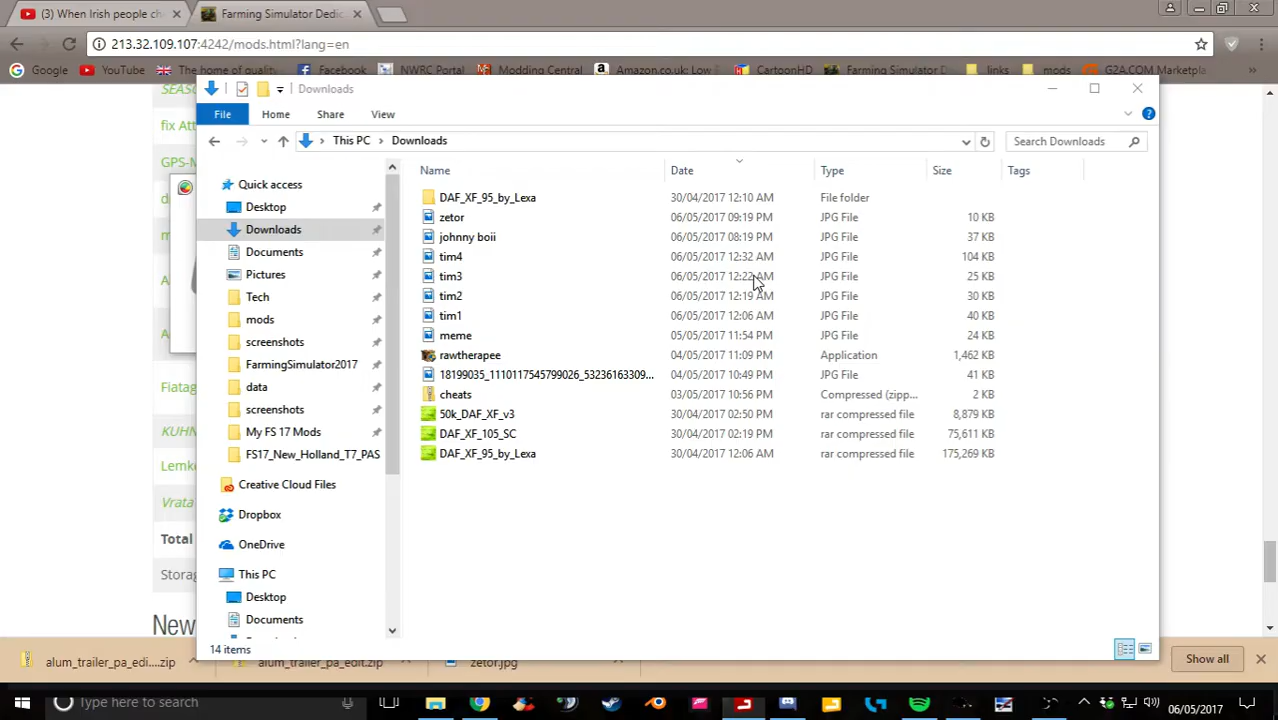 (3) When Irish people ch
Farming Simulator Dedic
213.32.109.107:4242/mods.html?lang=en
Google
YouTube
The home of quality
Facebook
NWRC Portal
Modding Central
Amazon.co.uk: Low
CartoonHD
Farming Simulator D
links
mods
G2A.COM Marketpla
Downloads
File
Home
Share
View
This PC
Downloads
Search Downloads
Name
Date
Type
Size
Tags
Quick access
Desktop
Downloads
Documents
Pictures
Tech
mods
screenshots
FarmingSimulator2017
data
screenshots
My FS 17 Mods
FS17_New_Holland_T7_PAS
Creative Cloud Files
Dropbox
OneDrive
This PC
Desktop
Documents
DAF_XF_95_by_Lexa 30/04/2017 12:10 AM File folder
zetor 06/05/2017 09:19 PM JPG File 10 KB
johnny boii 06/05/2017 08:19 PM JPG File 37 KB
tim4 06/05/2017 12:32 AM JPG File 104 KB
tim3 06/05/2017 12:22 AM JPG File 25 KB
tim2 06/05/2017 12:19 AM JPG File 30 KB
tim1 06/05/2017 12:06 AM JPG File 40 KB
meme 05/05/2017 11:54 PM JPG File 24 KB
rawtherapee 04/05/2017 11:09 PM Application 1,462 KB
18199035_1110117545799026_53236163309... 04/05/2017 10:49 PM JPG File 41 KB
cheats 03/05/2017 10:56 PM Compressed (zipp... 2 KB
50k_DAF_XF_v3 30/04/2017 02:50 PM rar compressed file 8,879 KB
DAF_XF_105_SC 30/04/2017 02:19 PM rar compressed file 75,611 KB
DAF_XF_95_by_Lexa 30/04/2017 12:06 AM rar compressed file 175,269 KB
14 items
SEASO
fix Att
GPS-M
Fiatag
KUHN
Lemke
Vrata
Total
Storag
New
alum_trailer_pa_edi....zip
alum_trailer_pa_edit.zip
zetor.jpg
Show all
Type here to search
06/05/2017